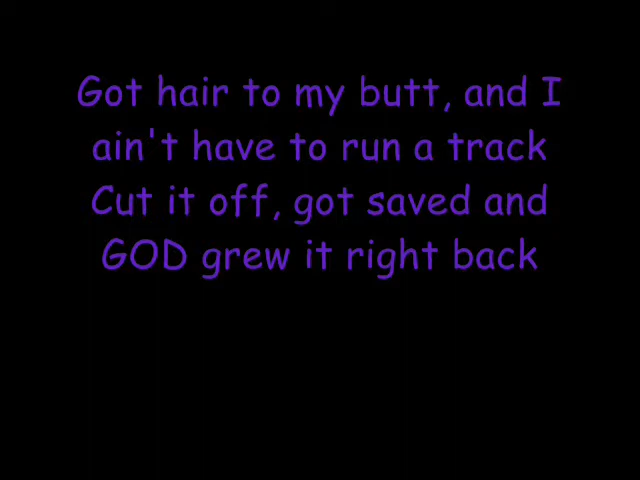 Got hair to my butt, and I
ain't have to run a track
Cut it off, got saved and
GOD grew it right back